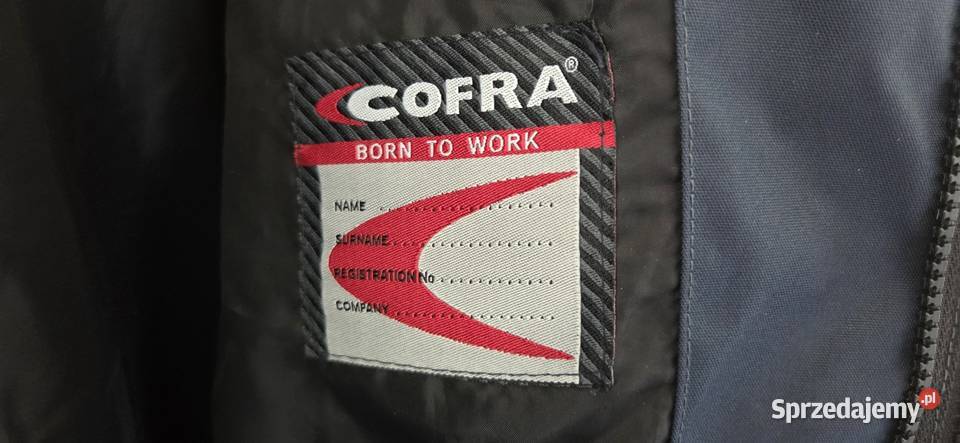 COFRA®
BORN TO WORK
NAME ..............................
SURNAME ..........................
REGISTRATION No ..................
COMPANY ..........................
Sprzedajemy.pl